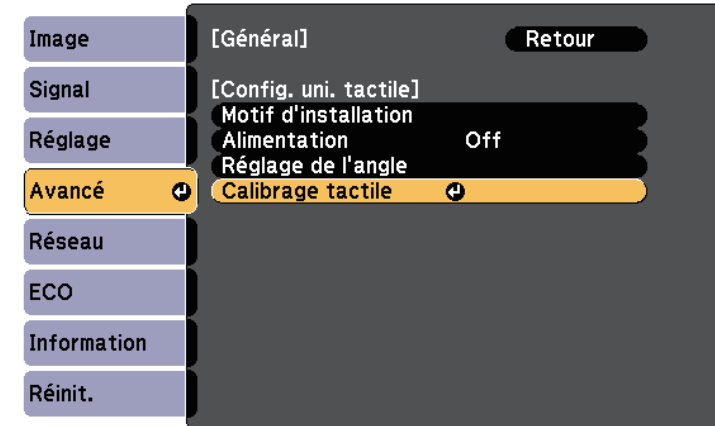 Image
Signal
Réglage
Avancé
Réseau
ECO
Information
Réinit.
[Général] Retour
[Config. uni. tactile]
Motif d'installation
Alimentation Off
Réglage de l'angle
Calibrage tactile